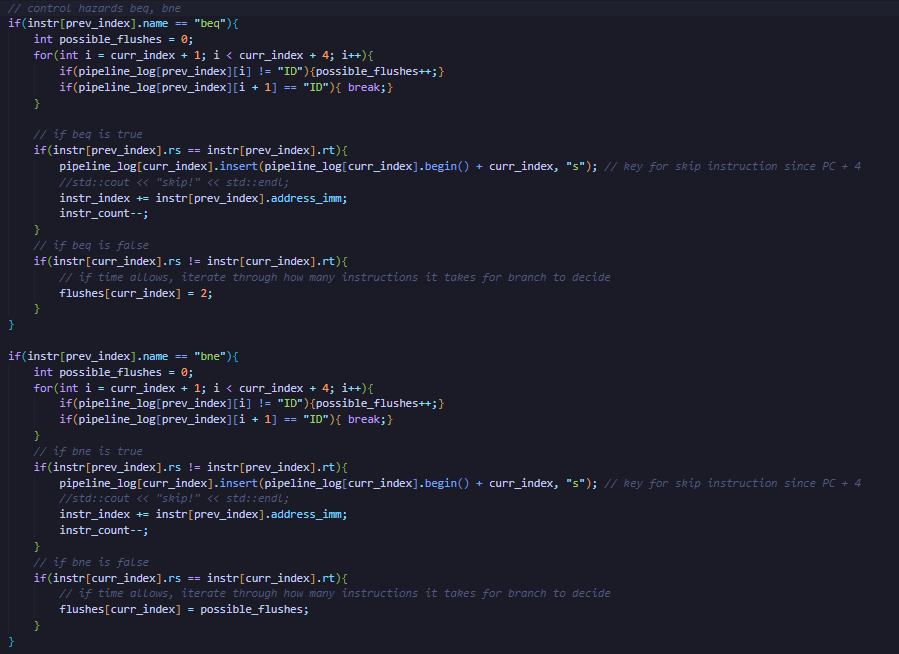 // control hazards beq, bne
if(instr[prev_index].name == "beq"){
    int possible_flushes = 0;
    for(int i = curr_index + 1; i < curr_index + 4; i++){
        if(pipeline_log[prev_index][i] != "ID"){possible_flushes++;}
        if(pipeline_log[prev_index][i + 1] == "ID"){ break;}
    }

    // if beq is true
    if(instr[prev_index].rs == instr[prev_index].rt){
        pipeline_log[curr_index].insert(pipeline_log[curr_index].begin() + curr_index, "s"); // key for skip instruction since PC + 4
        //std::cout << "skip!" << std::endl;
        instr_index += instr[prev_index].address_imm;
        instr_count--;
    }
    // if beq is false
    if(instr[curr_index].rs != instr[curr_index].rt){
        // if time allows, iterate through how many instructions it takes for branch to decide
        flushes[curr_index] = 2;
    }
}

if(instr[prev_index].name == "bne"){
    int possible_flushes = 0;
    for(int i = curr_index + 1; i < curr_index + 4; i++){
        if(pipeline_log[prev_index][i] != "ID"){possible_flushes++;}
        if(pipeline_log[prev_index][i + 1] == "ID"){ break;}
    }
    // if bne is true
    if(instr[prev_index].rs != instr[prev_index].rt){
        pipeline_log[curr_index].insert(pipeline_log[curr_index].begin() + curr_index, "s"); // key for skip instruction since PC + 4
        //std::cout << "skip!" << std::endl;
        instr_index += instr[prev_index].address_imm;
        instr_count--;
    }
    // if bne is false
    if(instr[curr_index].rs == instr[curr_index].rt){
        // if time allows, iterate through how many instructions it takes for branch to decide
        flushes[curr_index] = possible_flushes;
    }
}